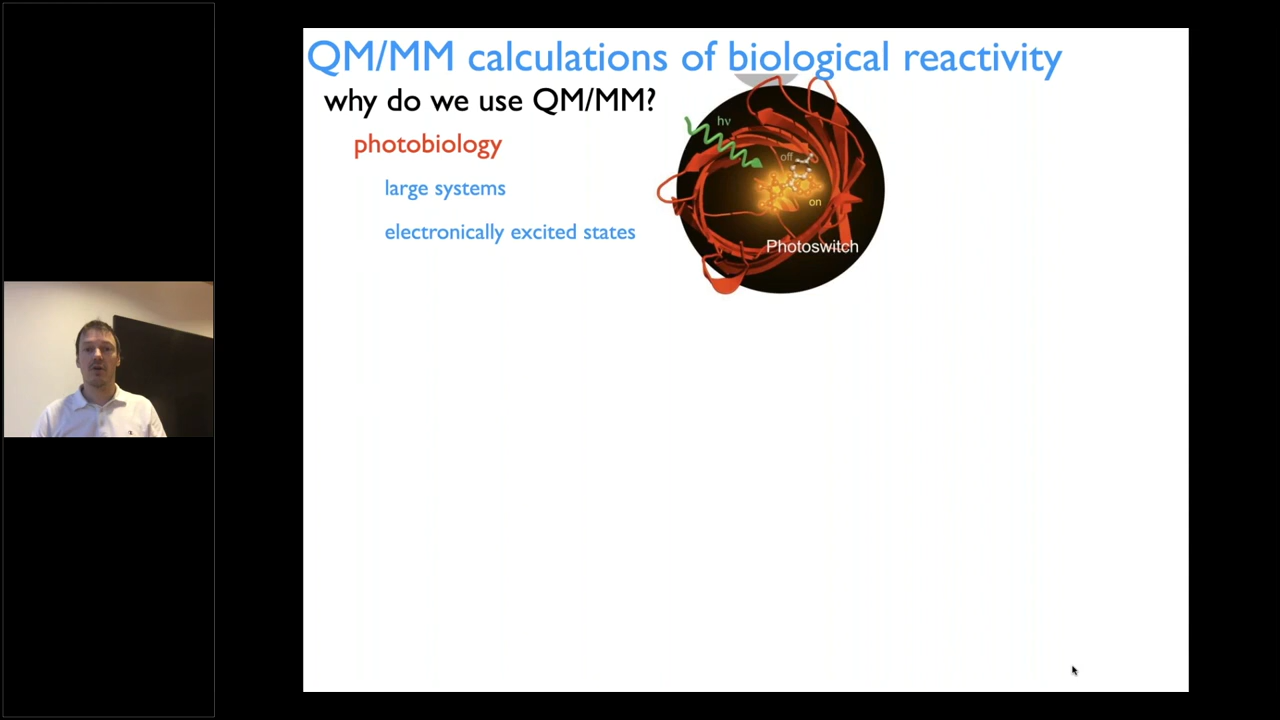 QM/MM calculations of biological reactivity
why do we use QM/MM?
photobiology
large systems
electronically excited states
hν
off
on
Photoswitch